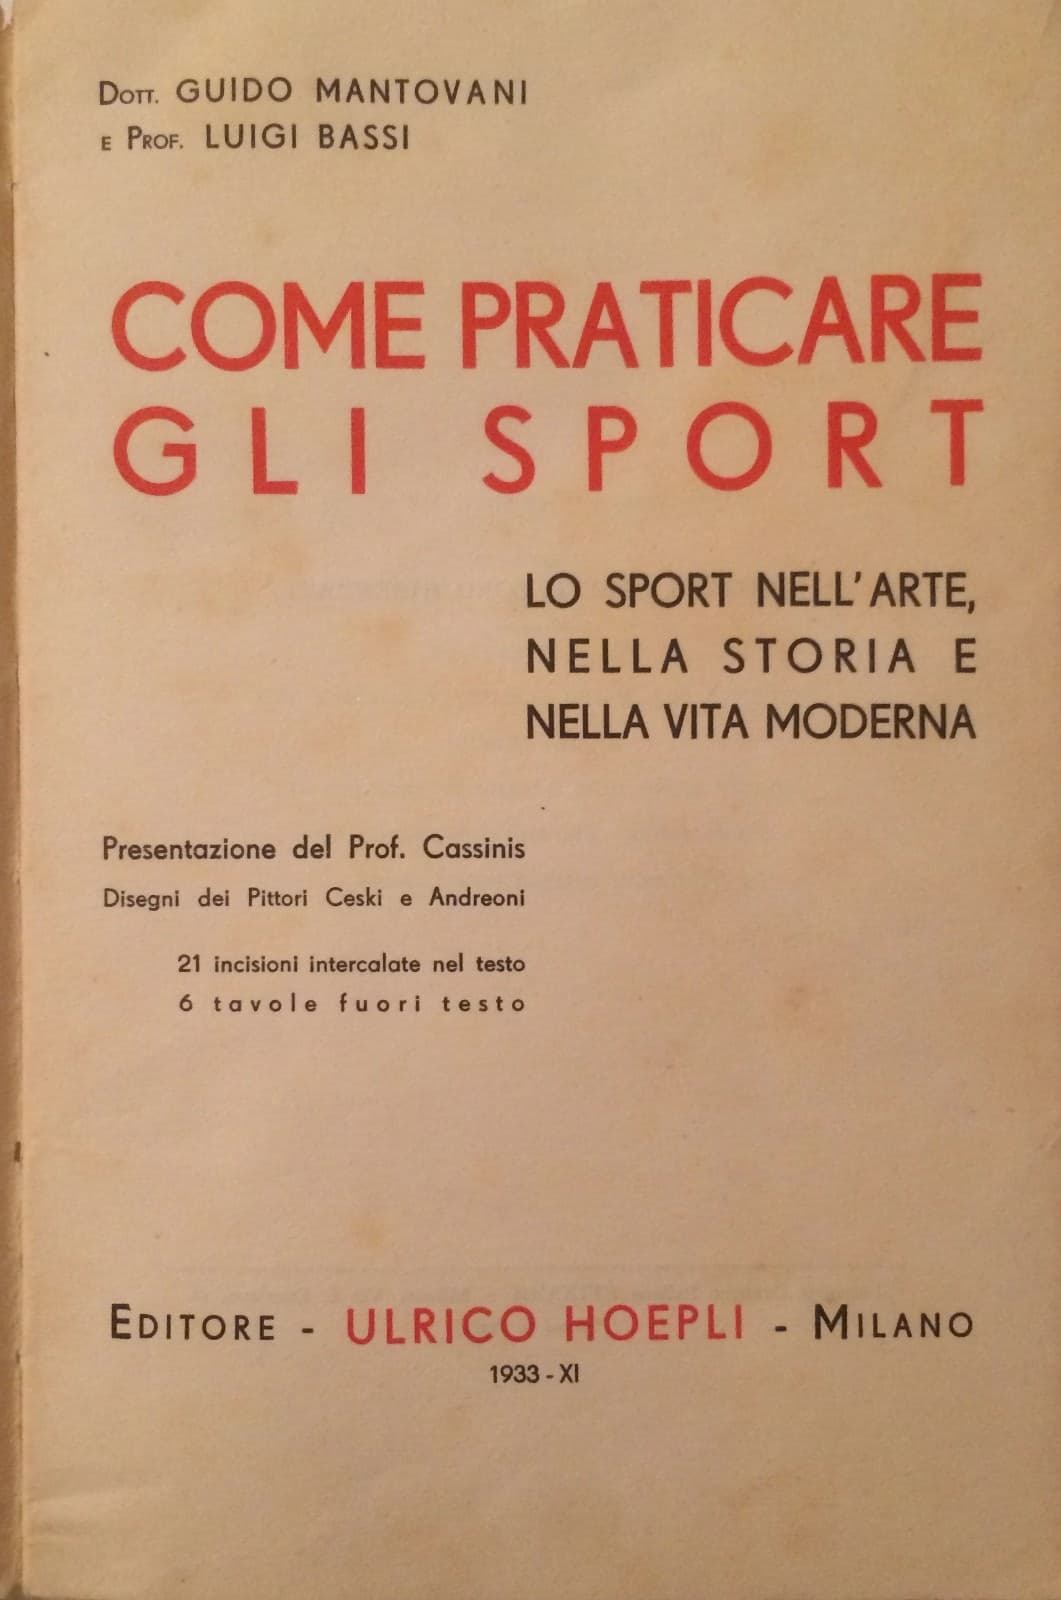 Dott. GUIDO MANTOVANI
E Prof. LUIGI BASSI
COME PRATICARE
GLI SPORT
LO SPORT NELL'ARTE,
NELLA STORIA E
NELLA VITA MODERNA
Presentazione del Prof. Cassinis
Disegni dei Pittori Ceski e Andreoni
21 incisioni intercalate nel testo
6 tavole fuori testo
EDITORE - ULRICO HOEPLI - MILANO
1933 - XI